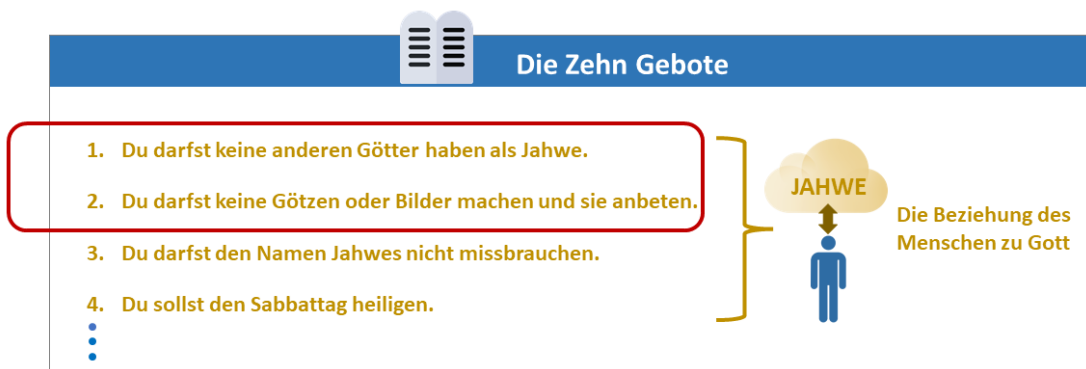 Die Zehn Gebote
1. Du darfst keine anderen Götter haben als Jahwe.
2. Du darfst keine Götzen oder Bilder machen und sie anbeten.
3. Du darfst den Namen Jahwes nicht missbrauchen.
4. Du sollst den Sabbattag heiligen.
JAHWE
Die Beziehung des
Menschen zu Gott